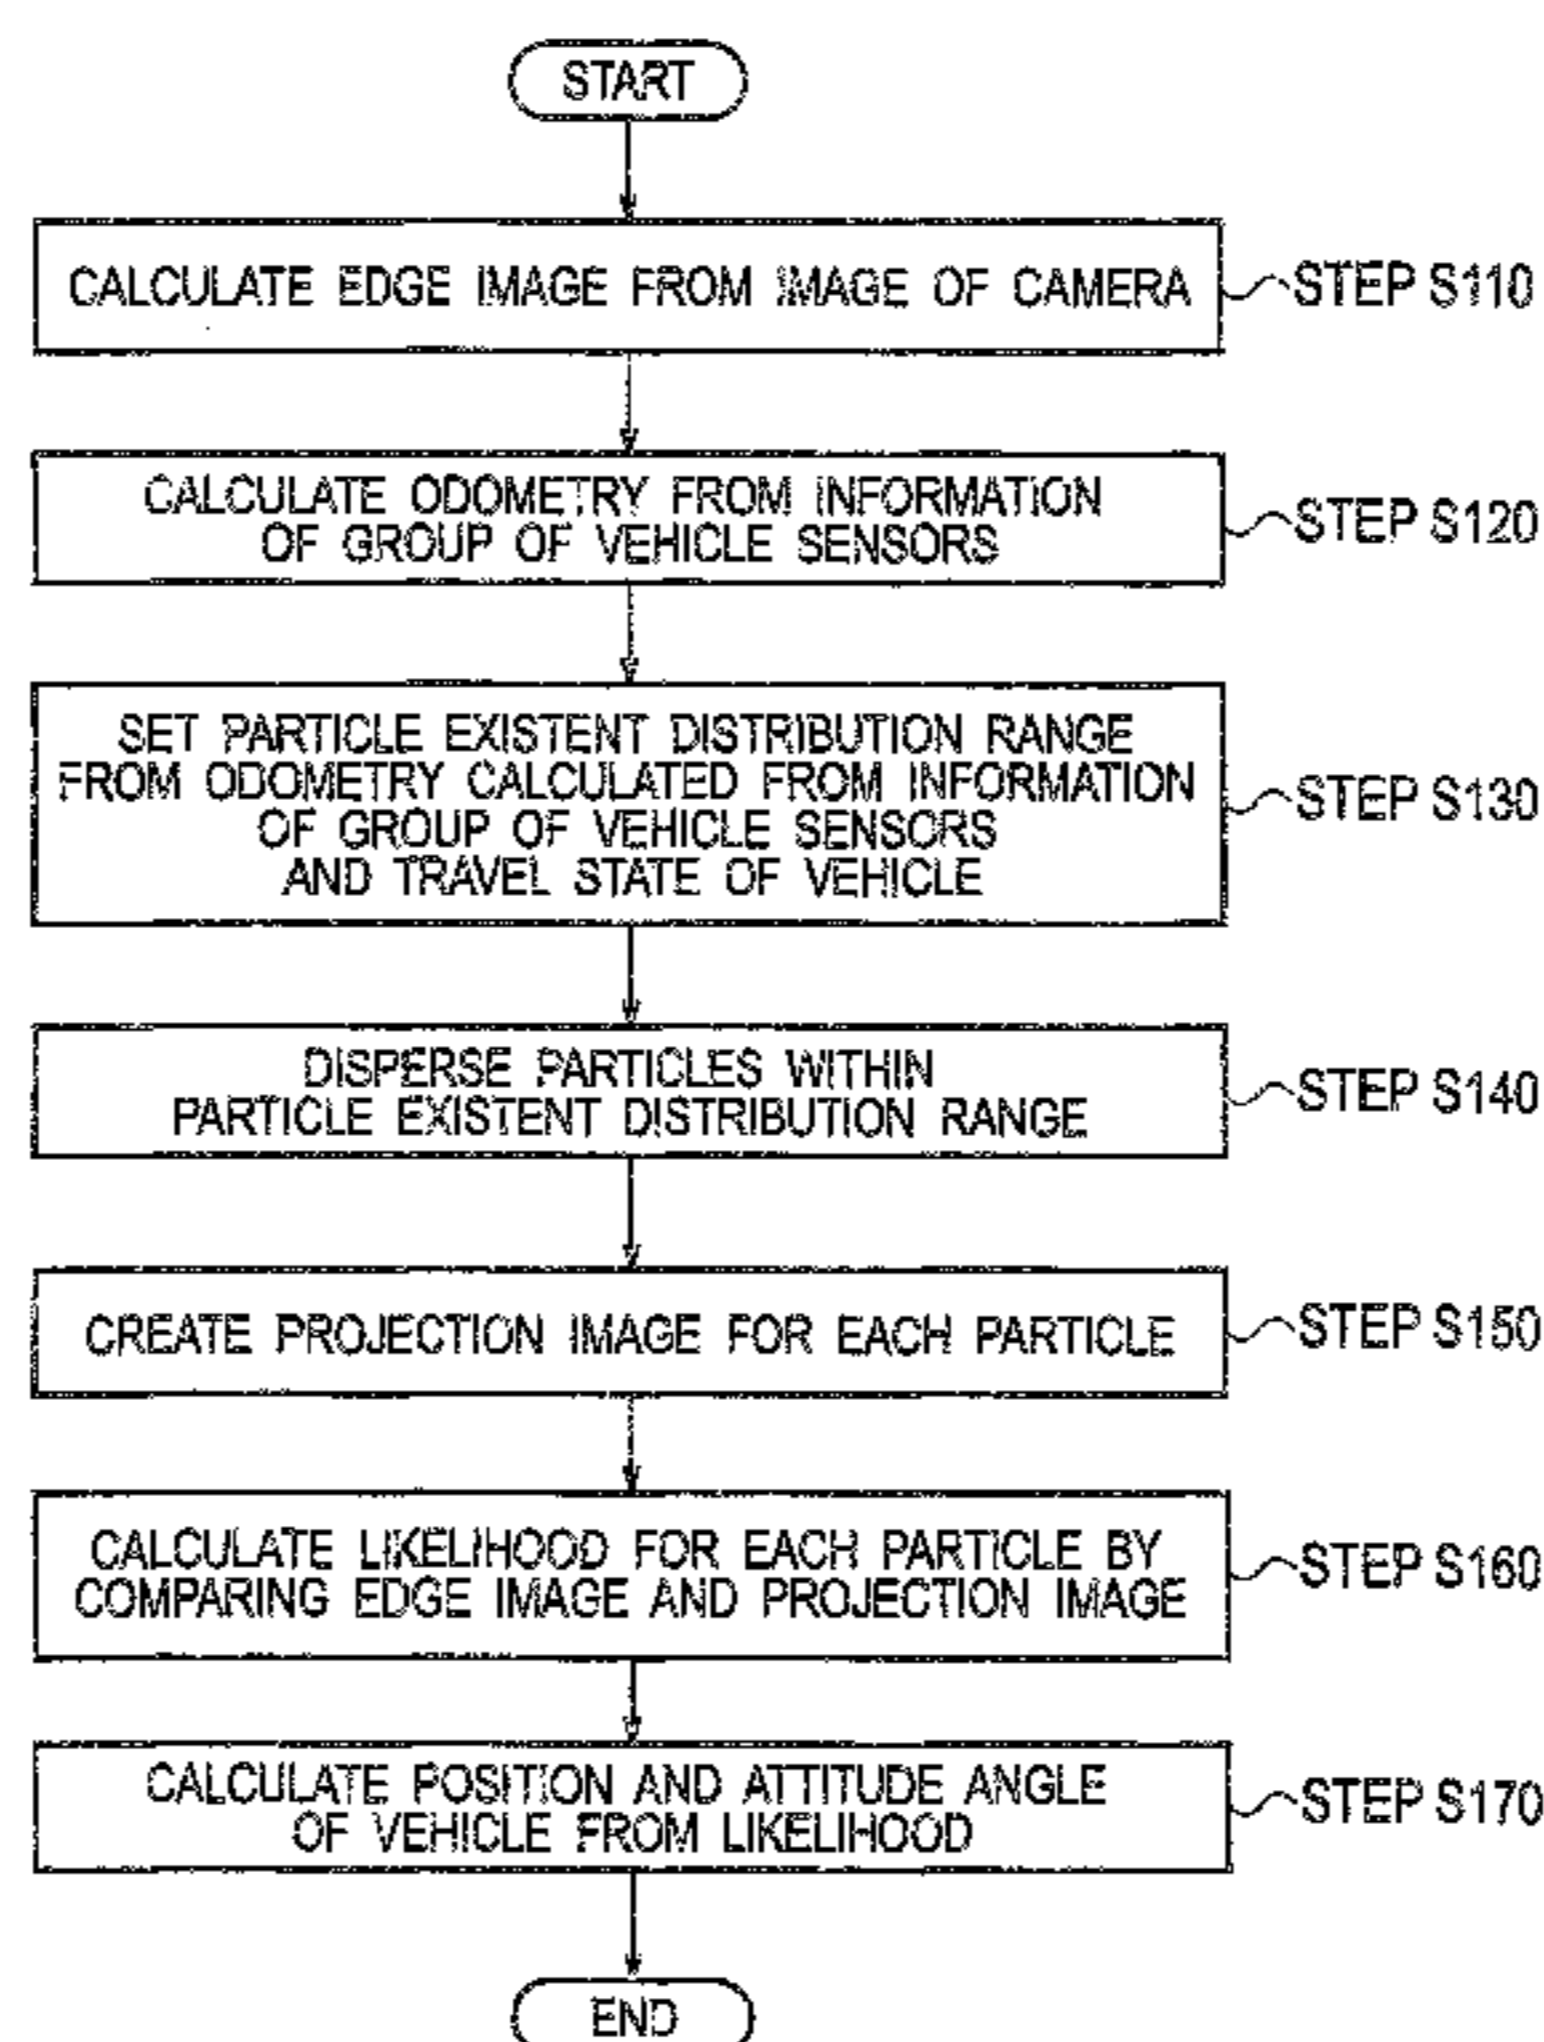 START
CALCULATE EDGE IMAGE FROM IMAGE OF CAMERA
STEP S110
CALCULATE ODOMETRY FROM INFORMATION
OF GROUP OF VEHICLE SENSORS
STEP S120
SET PARTICLE EXISTENT DISTRIBUTION RANGE
FROM ODOMETRY CALCULATED FROM INFORMATION
OF GROUP OF VEHICLE SENSORS
AND TRAVEL STATE OF VEHICLE
STEP S130
DISPERSE PARTICLES WITHIN
PARTICLE EXISTENT DISTRIBUTION RANGE
STEP S140
CREATE PROJECTION IMAGE FOR EACH PARTICLE
STEP S150
CALCULATE LIKELIHOOD FOR EACH PARTICLE BY
COMPARING EDGE IMAGE AND PROJECTION IMAGE
STEP S160
CALCULATE POSITION AND ATTITUDE ANGLE
OF VEHICLE FROM LIKELIHOOD
STEP S170
END